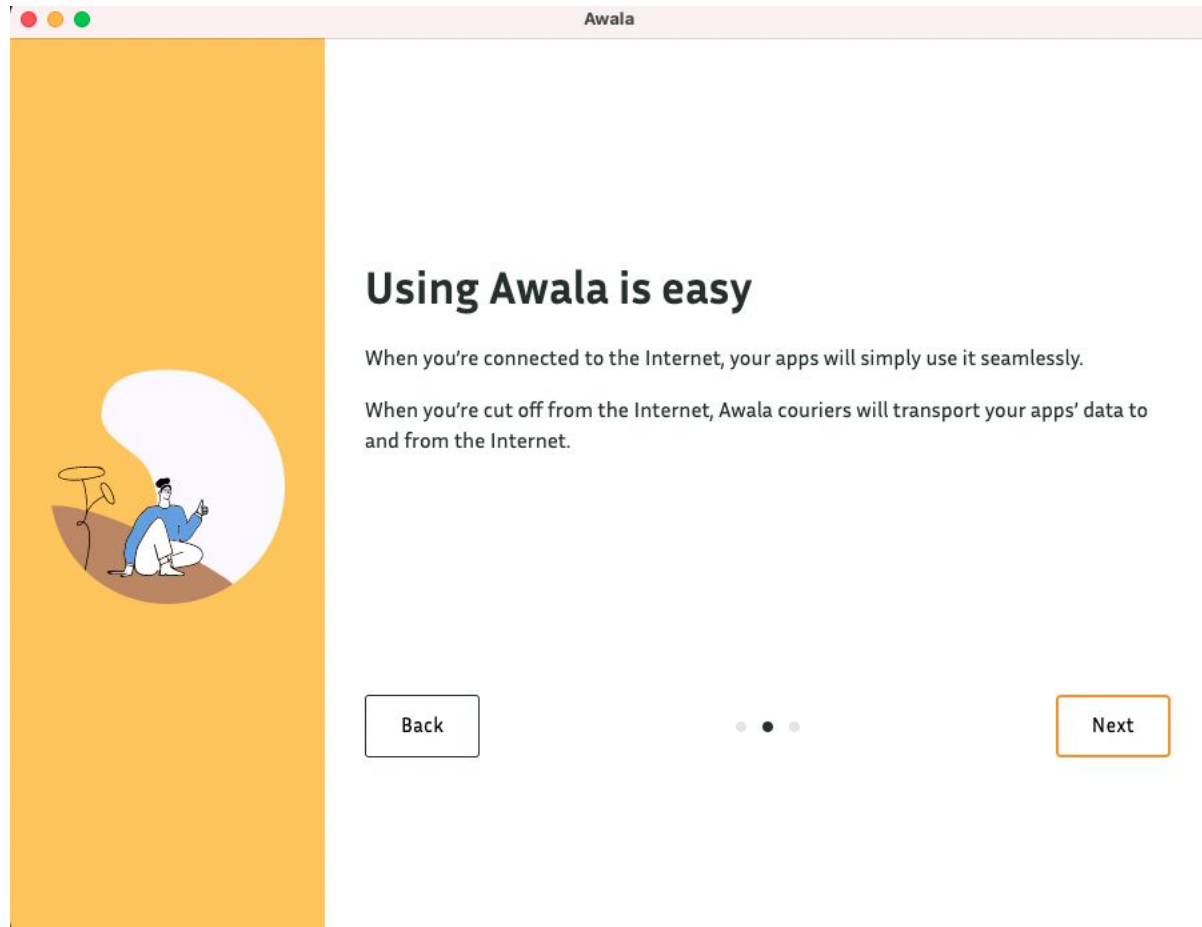 Awala
Using Awala is easy
When you’re connected to the Internet, your apps will simply use it seamlessly.
When you’re cut off from the Internet, Awala couriers will transport your apps’ data to
and from the Internet.
Back
Next